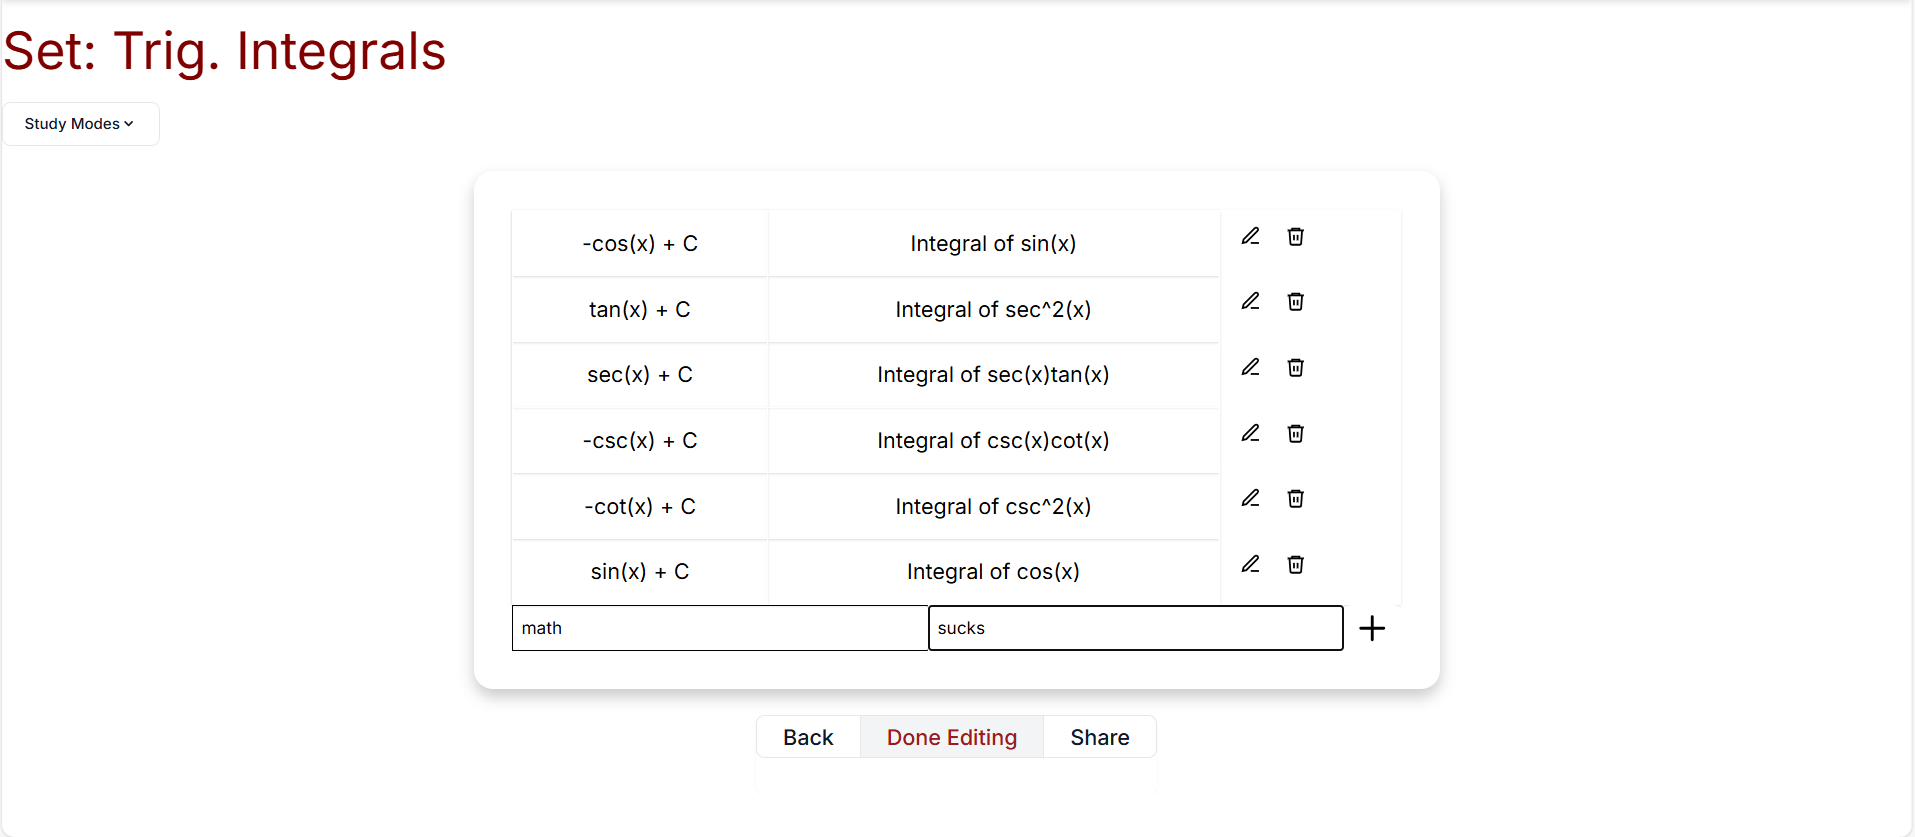 Set: Trig. Integrals
Study Modes
-cos(x) + C Integral of sin(x)
tan(x) + C Integral of sec^2(x)
sec(x) + C Integral of sec(x)tan(x)
-csc(x) + C Integral of csc(x)cot(x)
-cot(x) + C Integral of csc^2(x)
sin(x) + C Integral of cos(x)
math sucks
Back Done Editing Share